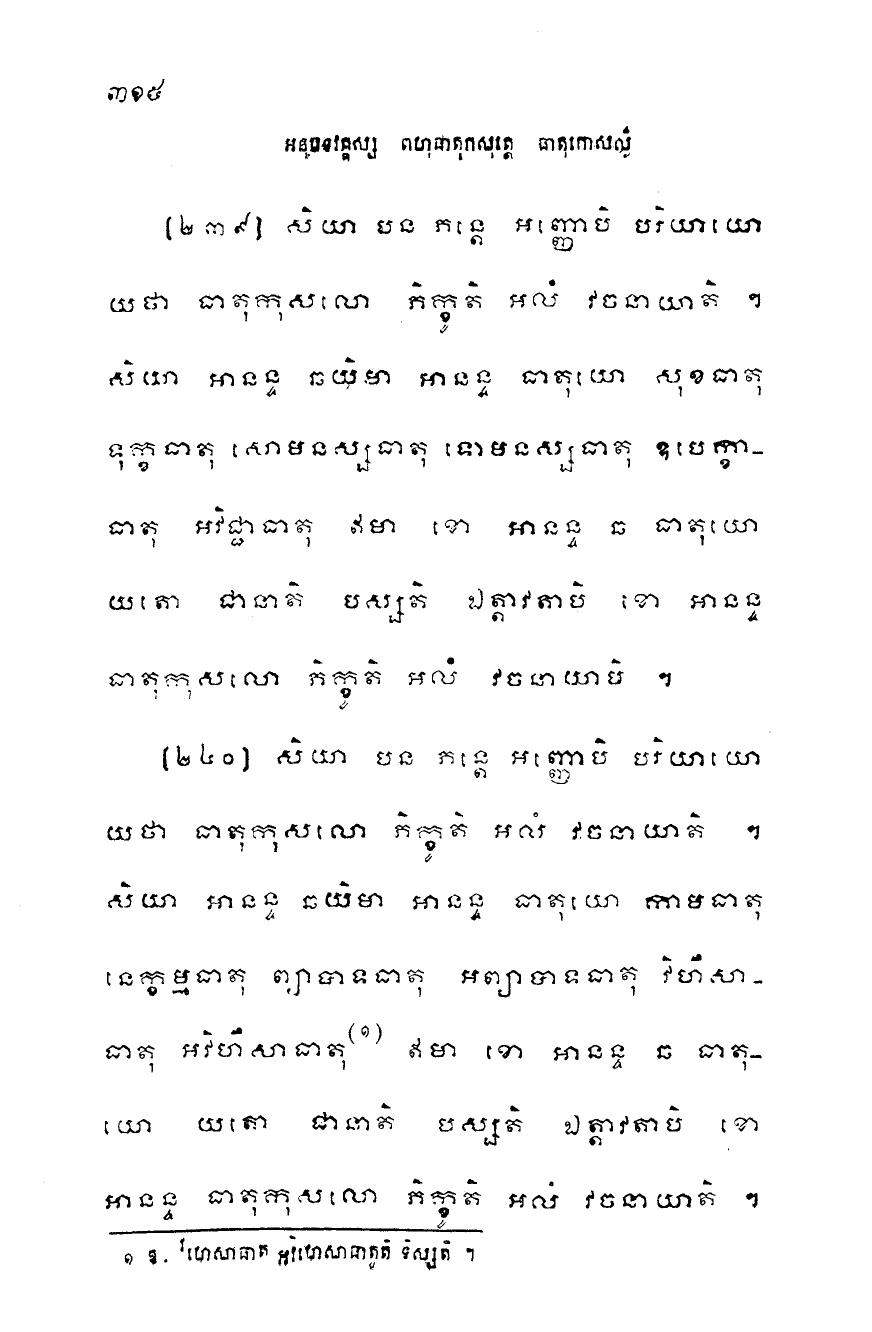 ៣១៥
អនុបទវគ្គស្ស ពហុធាតុកសុត្តេ ធាតុកោសល្លំ
[២៣៩] សិយា បន ភន្តេ អញ្ញោបិ បរិយាយោ
យថា ធាតុក្កុសលោ ភិក្ខូតិ អលំ វចនាយាតិ ។
សិយា អានន្ទ ឆយិមា អានន្ទ ធាតុយោ សុខធាតុ
ទុក្ខធាតុ សោមនស្សធាតុ ទោមនស្សធាតុ ឧបេក្ខា-
ធាតុ អវិជ្ជាធាតុ ឥមា ខោ អានន្ទ ឆ ធាតុយោ
យតោ ជានាតិ បស្សតិ ឯត្តាវតាបិ ខោ អានន្ទ
ធាតុក្កុសលោ ភិក្ខូតិ អលំ វចនាយាបិ ។
[២៤០] សិយា បន ភន្តេ អញ្ញោបិ បរិយាយោ
យថា ធាតុក្កុសលោ ភិក្ខូតិ អលំ វចនាយាតិ ។
សិយា អានន្ទ ឆយិមា អានន្ទ ធាតុយោ កាមធាតុ
នេក្ខម្មធាតុ ព្យាបាទធាតុ អព្យាបាទធាតុ វិហឹសា-
ធាតុ អវិហឹសាធាតុ(១) ឥមា ខោ អានន្ទ ឆ ធាតុ-
យោ យតោ ជានាតិ បស្សតិ ឯត្តាវតាបិ ខោ
អានន្ទ ធាតុក្កុសលោ ភិក្ខូតិ អលំ វចនាយាតិ ។
១ ឱ. វិហេសាធាតុ អវិហេសាធាតូតិ ទិស្សតិ ។